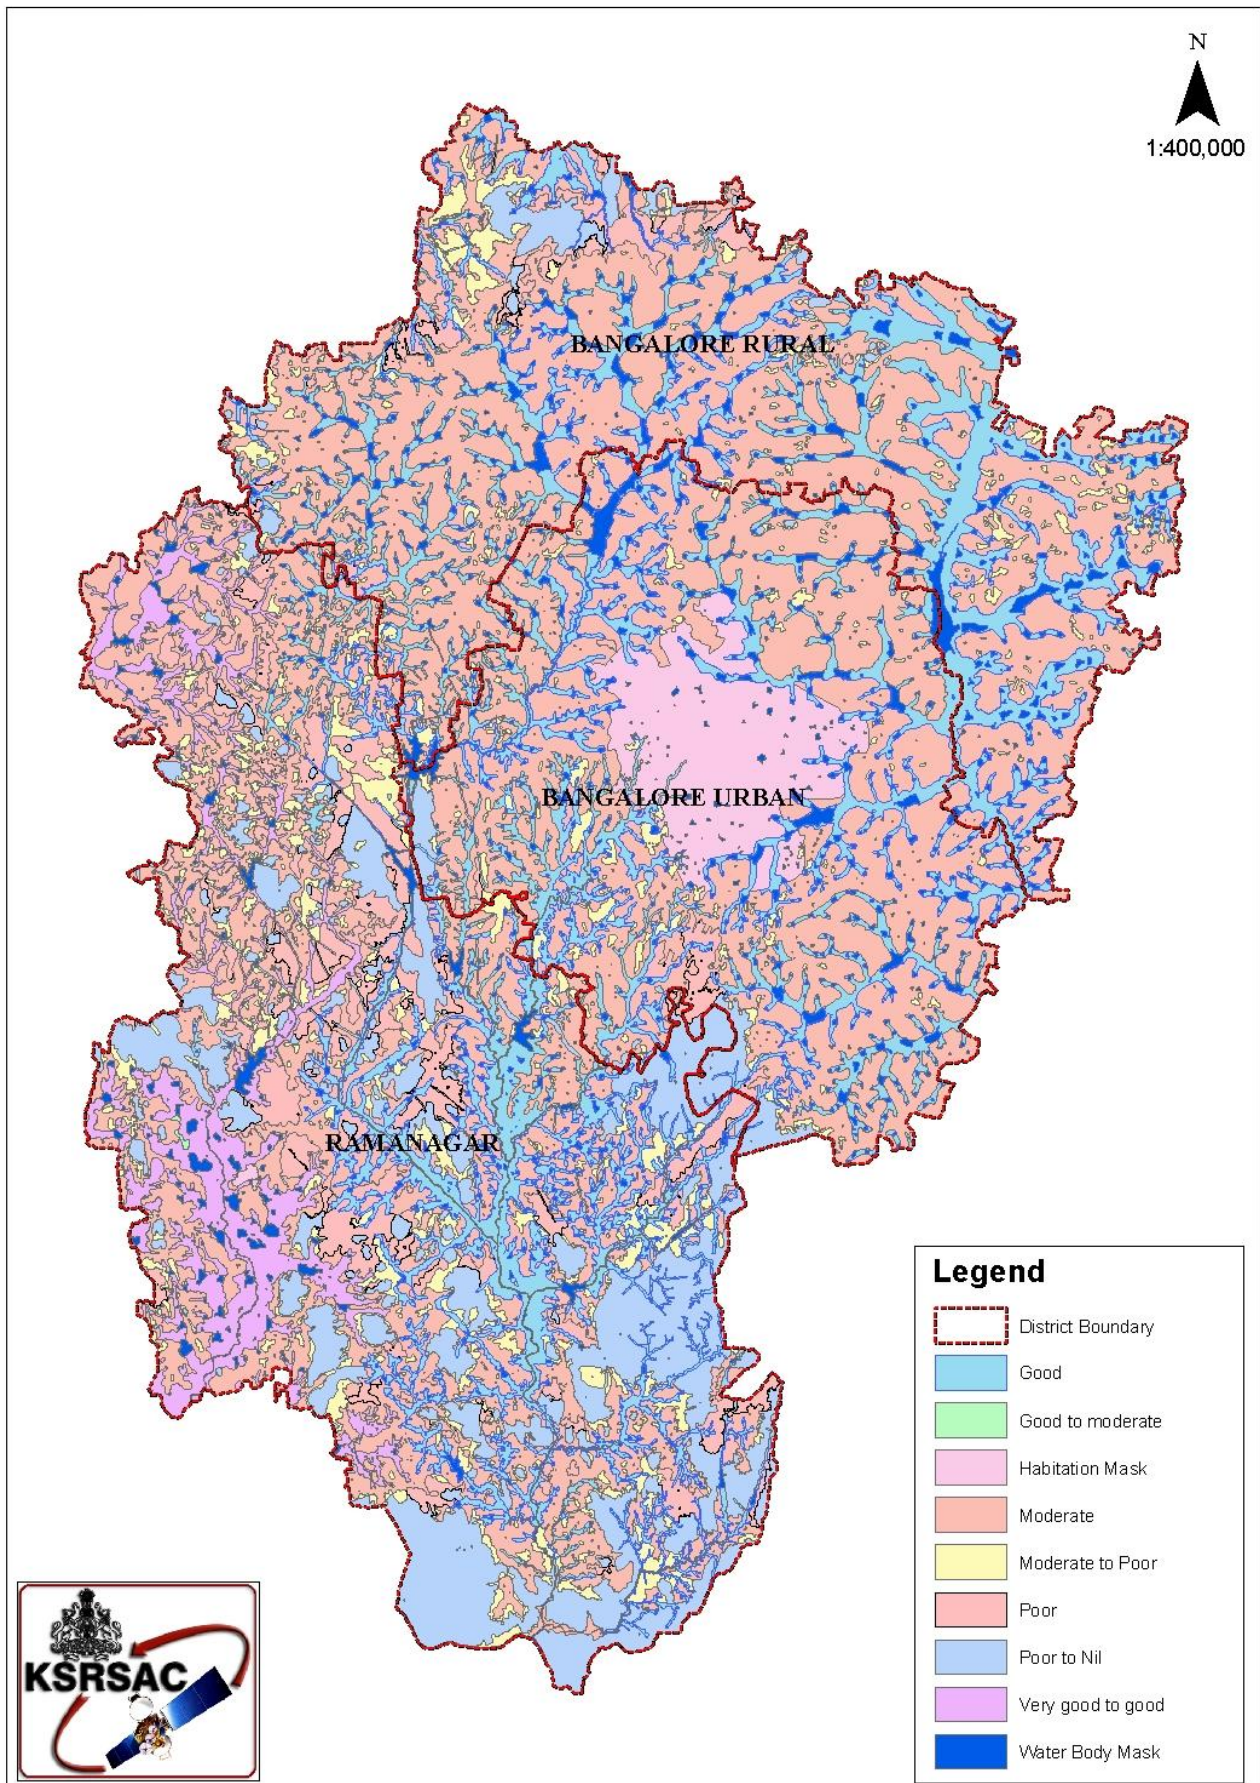 N
1:400,000
BANGALORE RURAL
BANGALORE URBAN
RAMANAGAR
Legend
District Boundary
Good
Good to moderate
Habitation Mask
Moderate
Moderate to Poor
Poor
Poor to Nil
Very good to good
Water Body Mask
KSRSAC